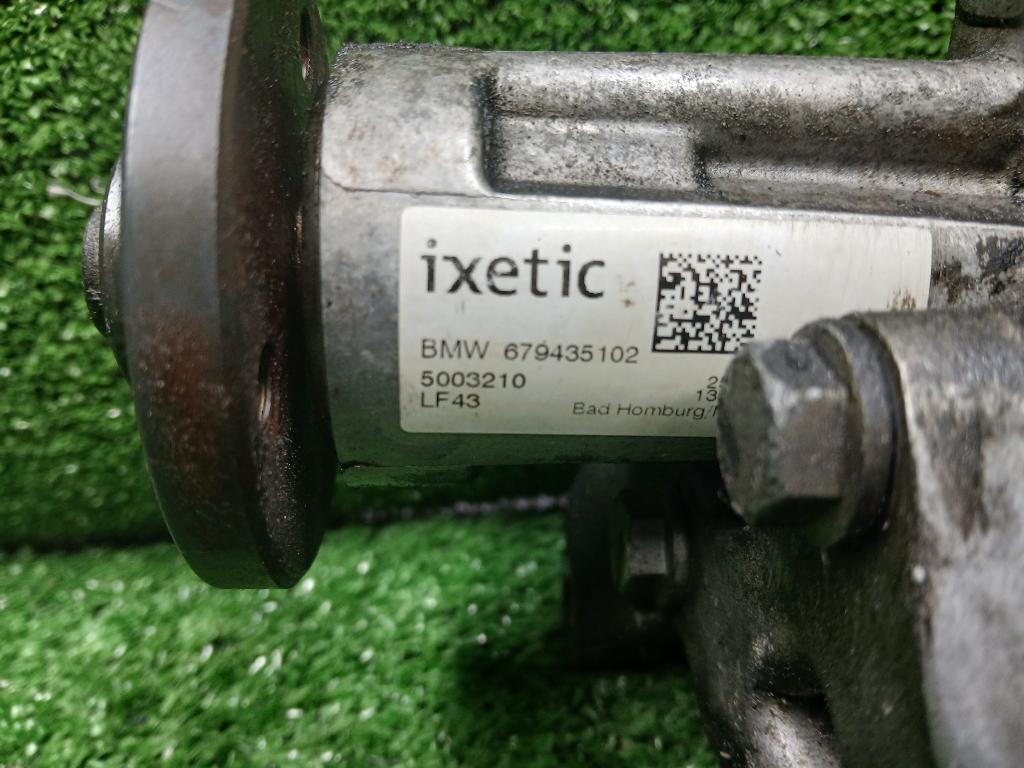 ixetic
BMW 679435102
5003210
LF43
Bad Homburg/